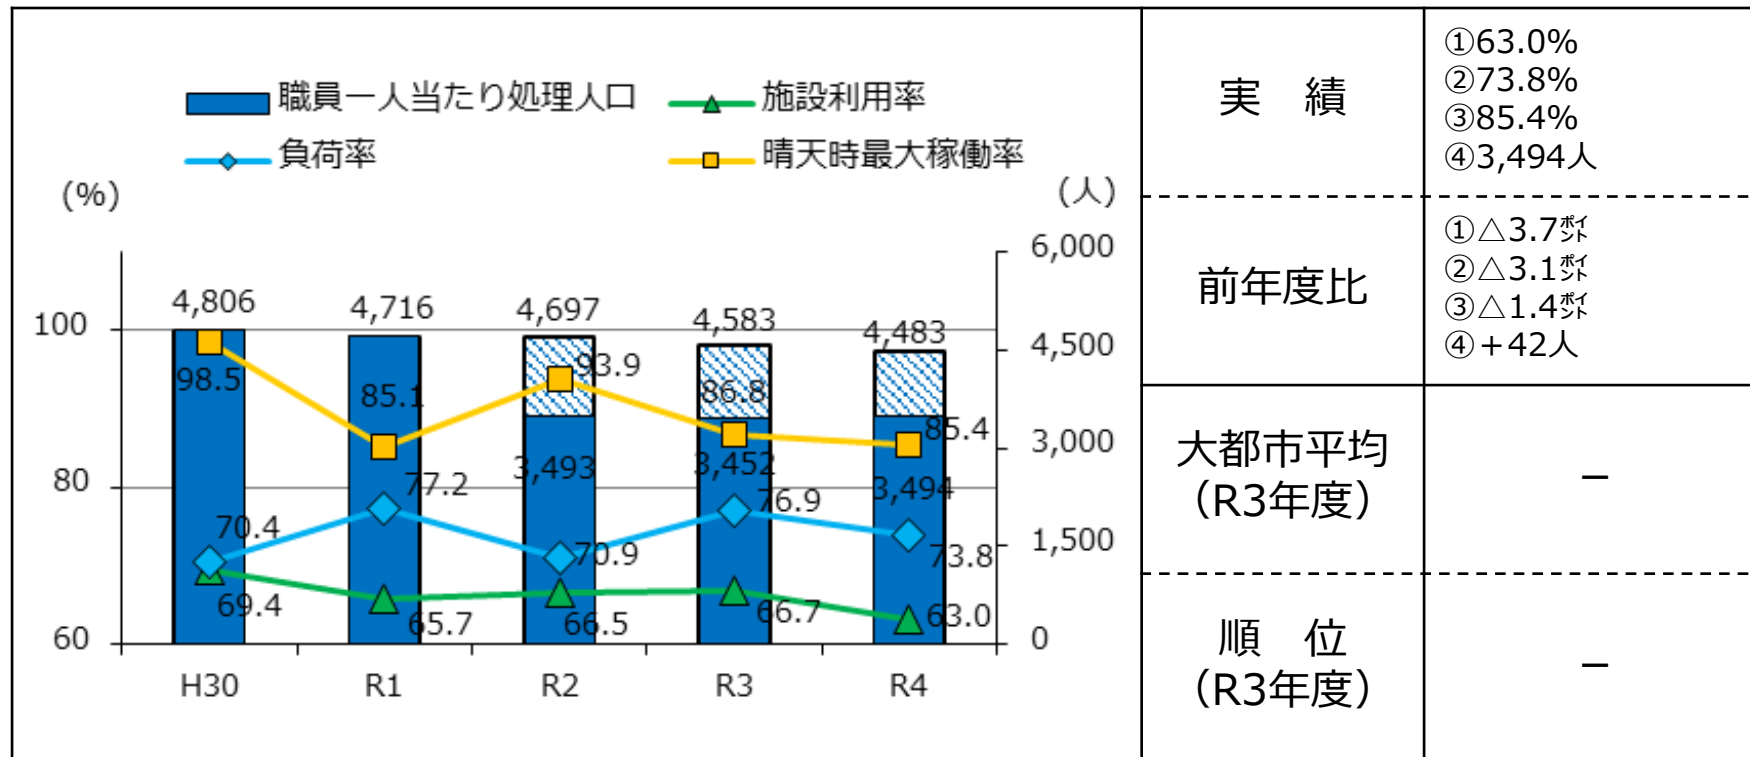 職員一人当たり処理人口
施設利用率
負荷率
晴天時最大稼働率
(%)
(人)
6,000
4,500
3,000
1,500
0
100
80
60
4,806
4,716
4,697
4,583
4,483
98.5
85.1
93.9
86.8
85.4
3,493
3,452
3,494
70.4
77.2
70.9
76.9
73.8
69.4
65.7
66.5
66.7
63.0
H30
R1
R2
R3
R4
実 績
①63.0%
②73.8%
③85.4%
④3,494人
前年度比
①△3.7㌽
②△3.1㌽
③△1.4㌽
④+42人
大都市平均
(R3年度)
–
順 位
(R3年度)
–